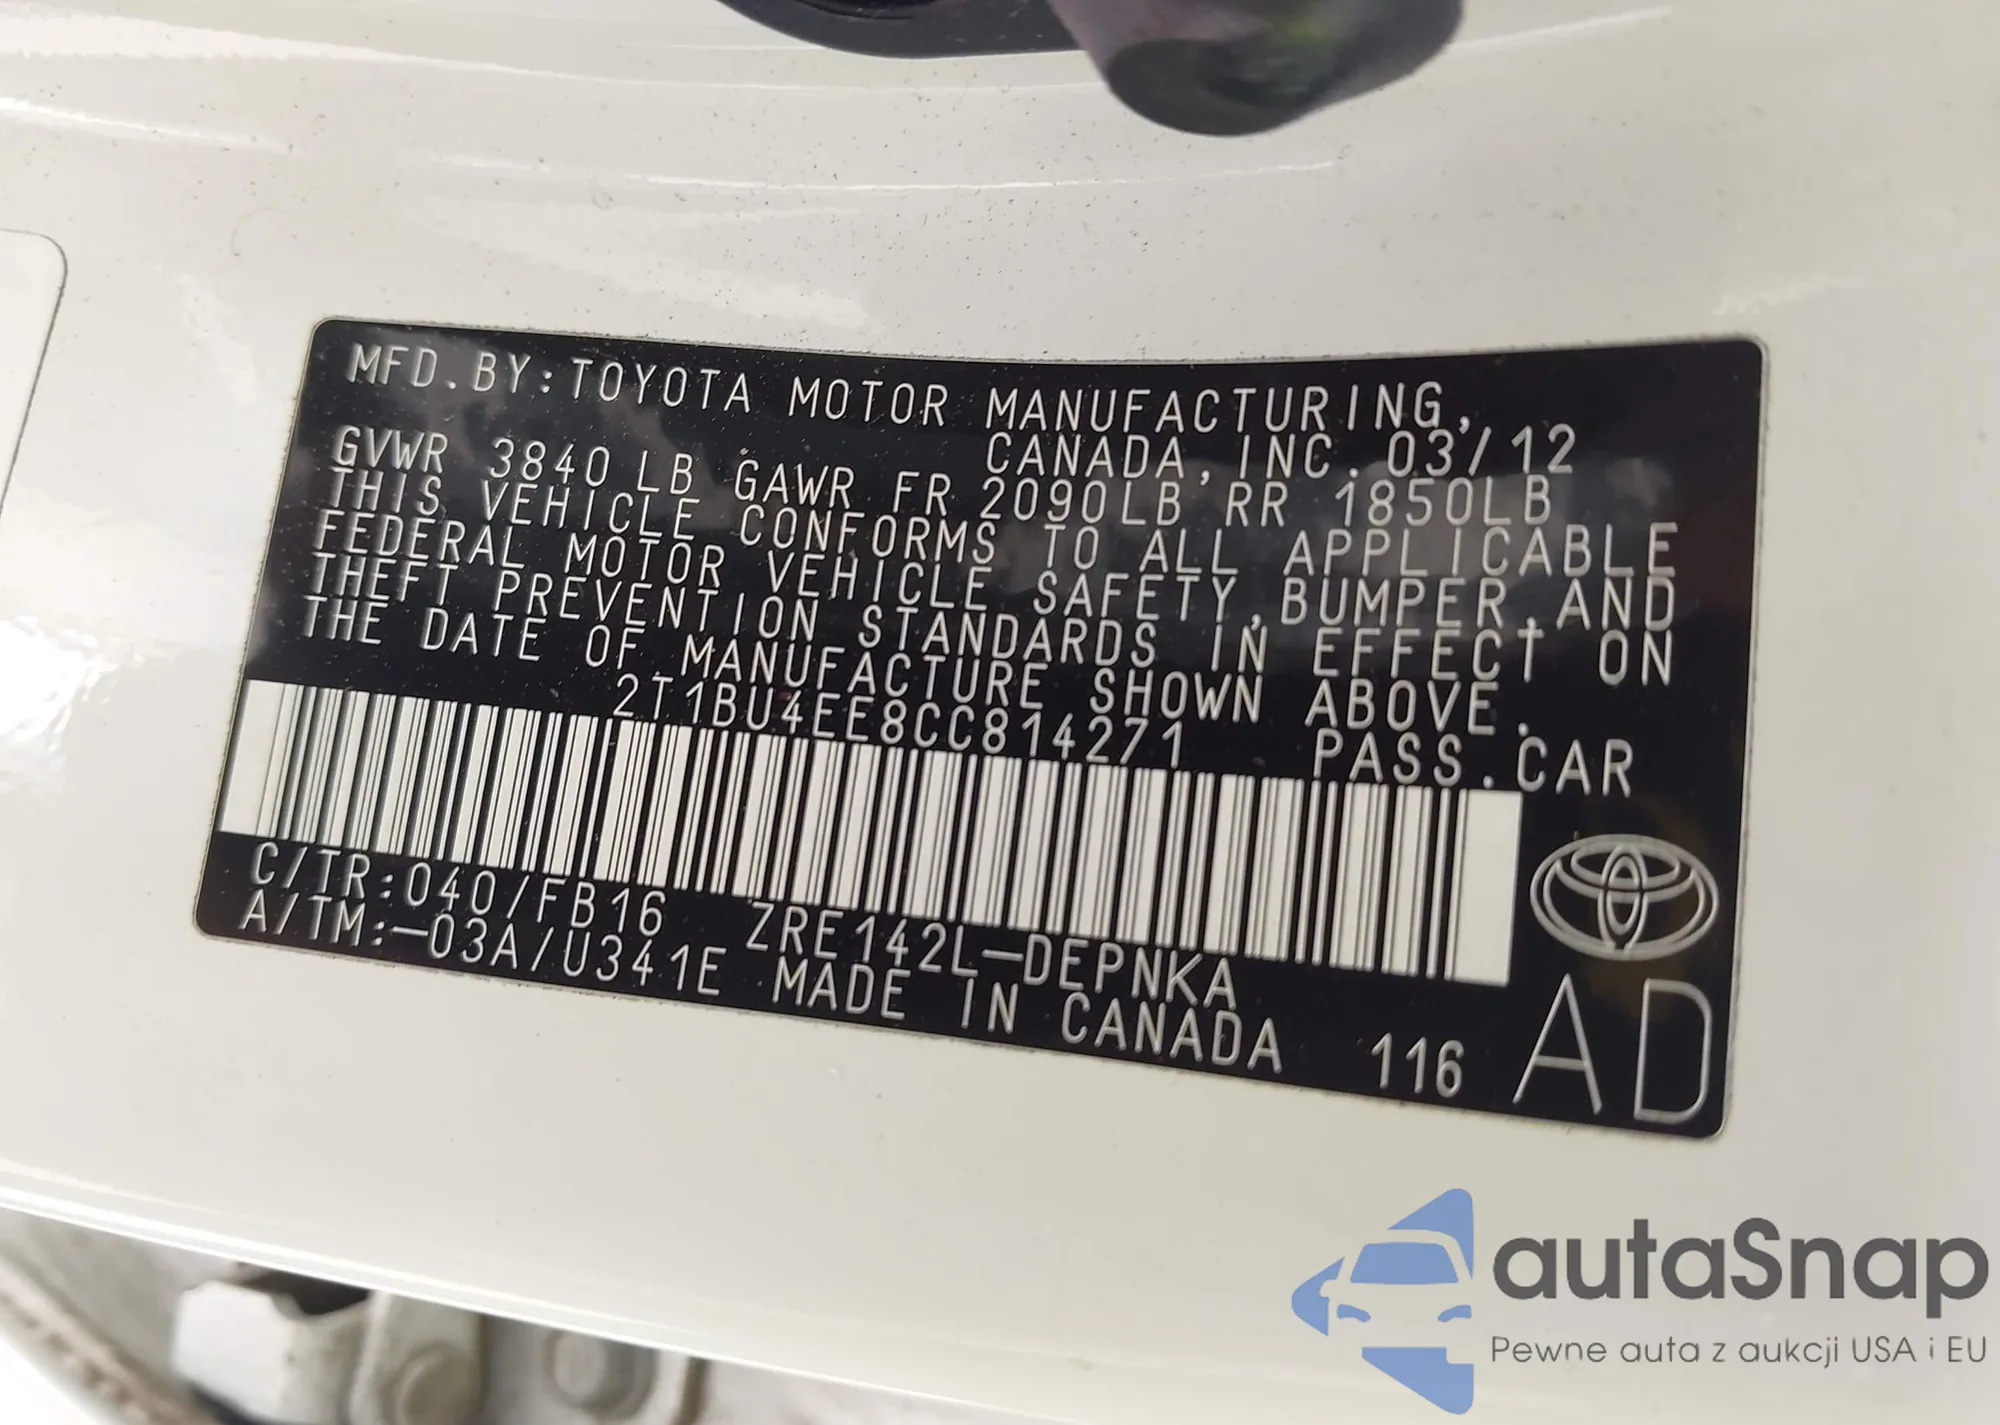 MFD.BY:TOYOTA MOTOR MANUFACTURING,
CANADA, INC. 03/12
GVWR 3840 LB GAWR FR 2090LB RR 1850LB
THIS VEHICLE CONFORMS TO ALL APPLICABLE
FEDERAL MOTOR VEHICLE SAFETY,BUMPER,AND
THEFT PREVENTION STANDARDS IN EFFECT ON
THE DATE OF MANUFACTURE SHOWN ABOVE.
2T1BU4EE8CC814271 PASS.CAR
C/TR:040/FB16 ZRE142L-DEPNKA
A/TM:-03A/U341E MADE IN CANADA 116
AD
autaSnap
Pewne auta z aukcji USA i EU